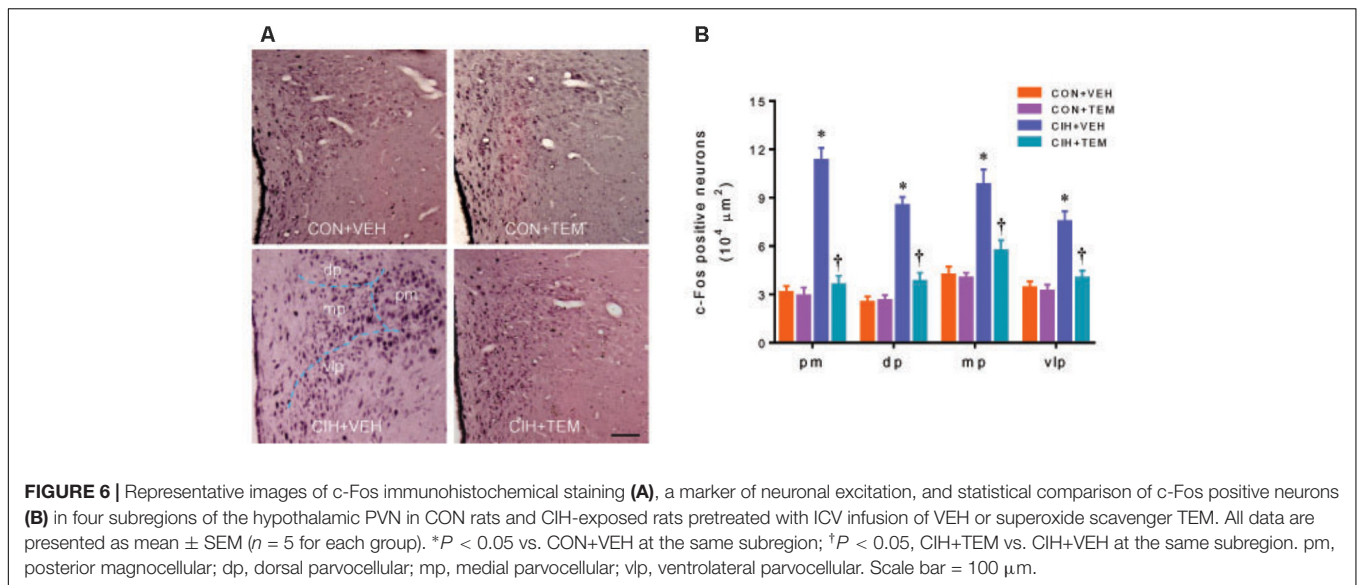 A
B
CON+VEH
CON+TEM
dp
pm
mp
vlp
CIH+VEH
CIH+TEM
c-Fos positive neurons
(10⁴ μm²)
15
12
9
6
3
0
CON+VEH
CON+TEM
CIH+VEH
CIH+TEM
*
†
*
†
*
†
*
†
pm
dp
mp
vlp
FIGURE 6 | Representative images of c-Fos immunohistochemical staining (A), a marker of neuronal excitation, and statistical comparison of c-Fos positive neurons
(B) in four subregions of the hypothalamic PVN in CON rats and CIH-exposed rats pretreated with ICV infusion of VEH or superoxide scavenger TEM. All data are
presented as mean ± SEM (n = 5 for each group). *P < 0.05 vs. CON+VEH at the same subregion; †P < 0.05, CIH+TEM vs. CIH+VEH at the same subregion. pm,
posterior magnocellular; dp, dorsal parvocellular; mp, medial parvocellular; vlp, ventrolateral parvocellular. Scale bar = 100 μm.